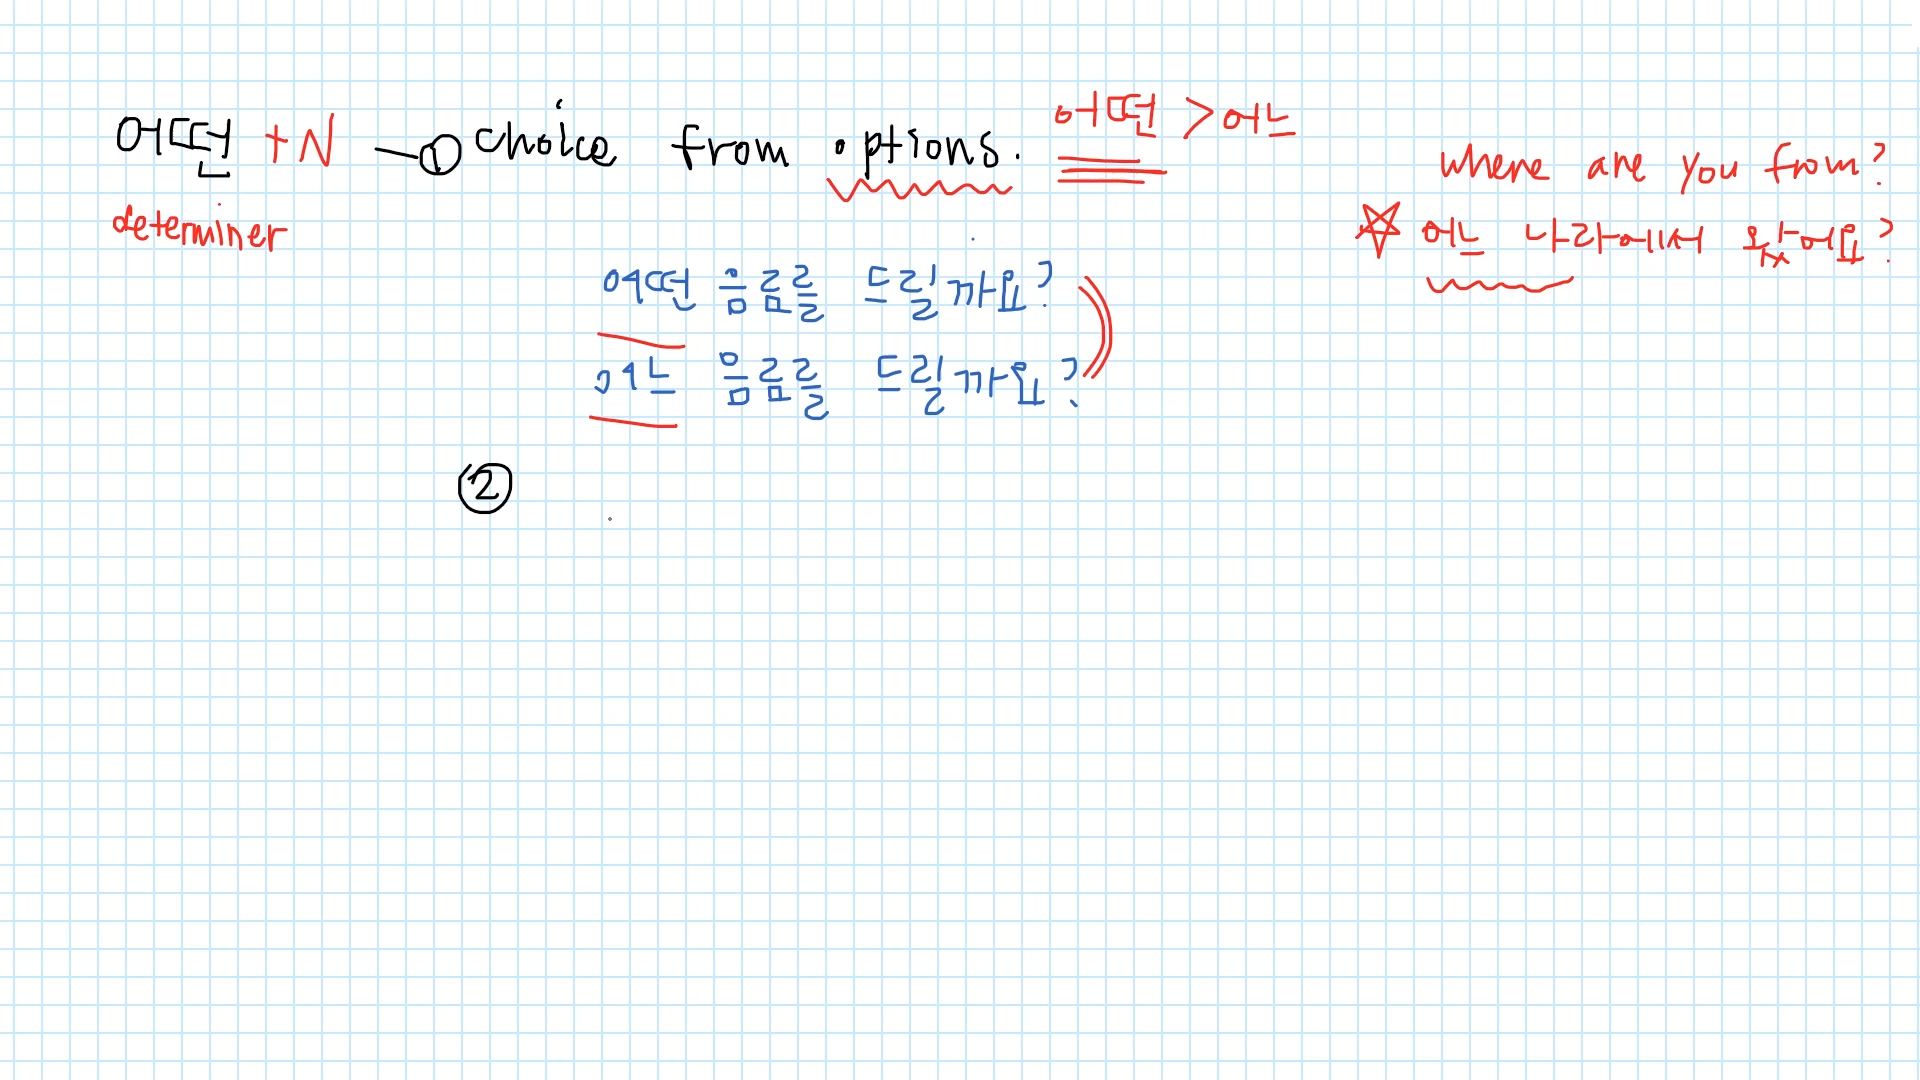 어떤 +N —① choice from options. 어떤 > 어느
determiner
where are you from?
☆ 어느 나라에서 왔어요?
어떤 음료를 드릴까요?
어느 음료를 드릴까요?
②